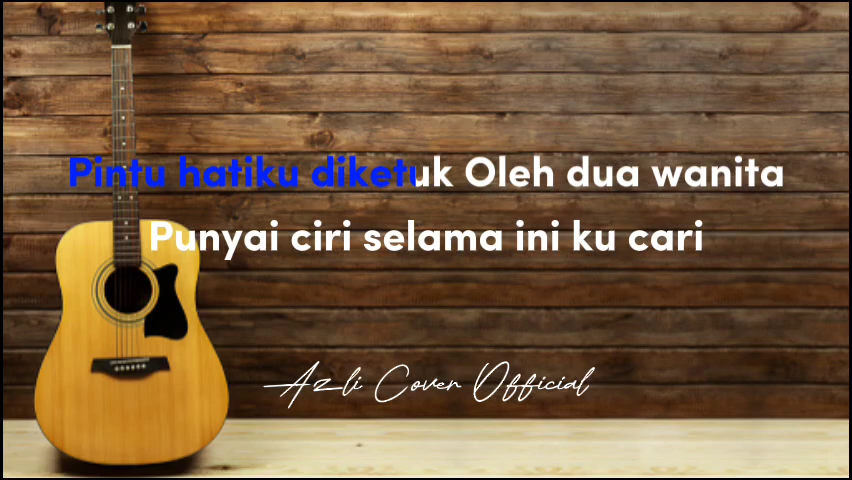 Pintu hatiku diketuk Oleh dua wanita
Punyai ciri selama ini ku cari
Azli Cover Official